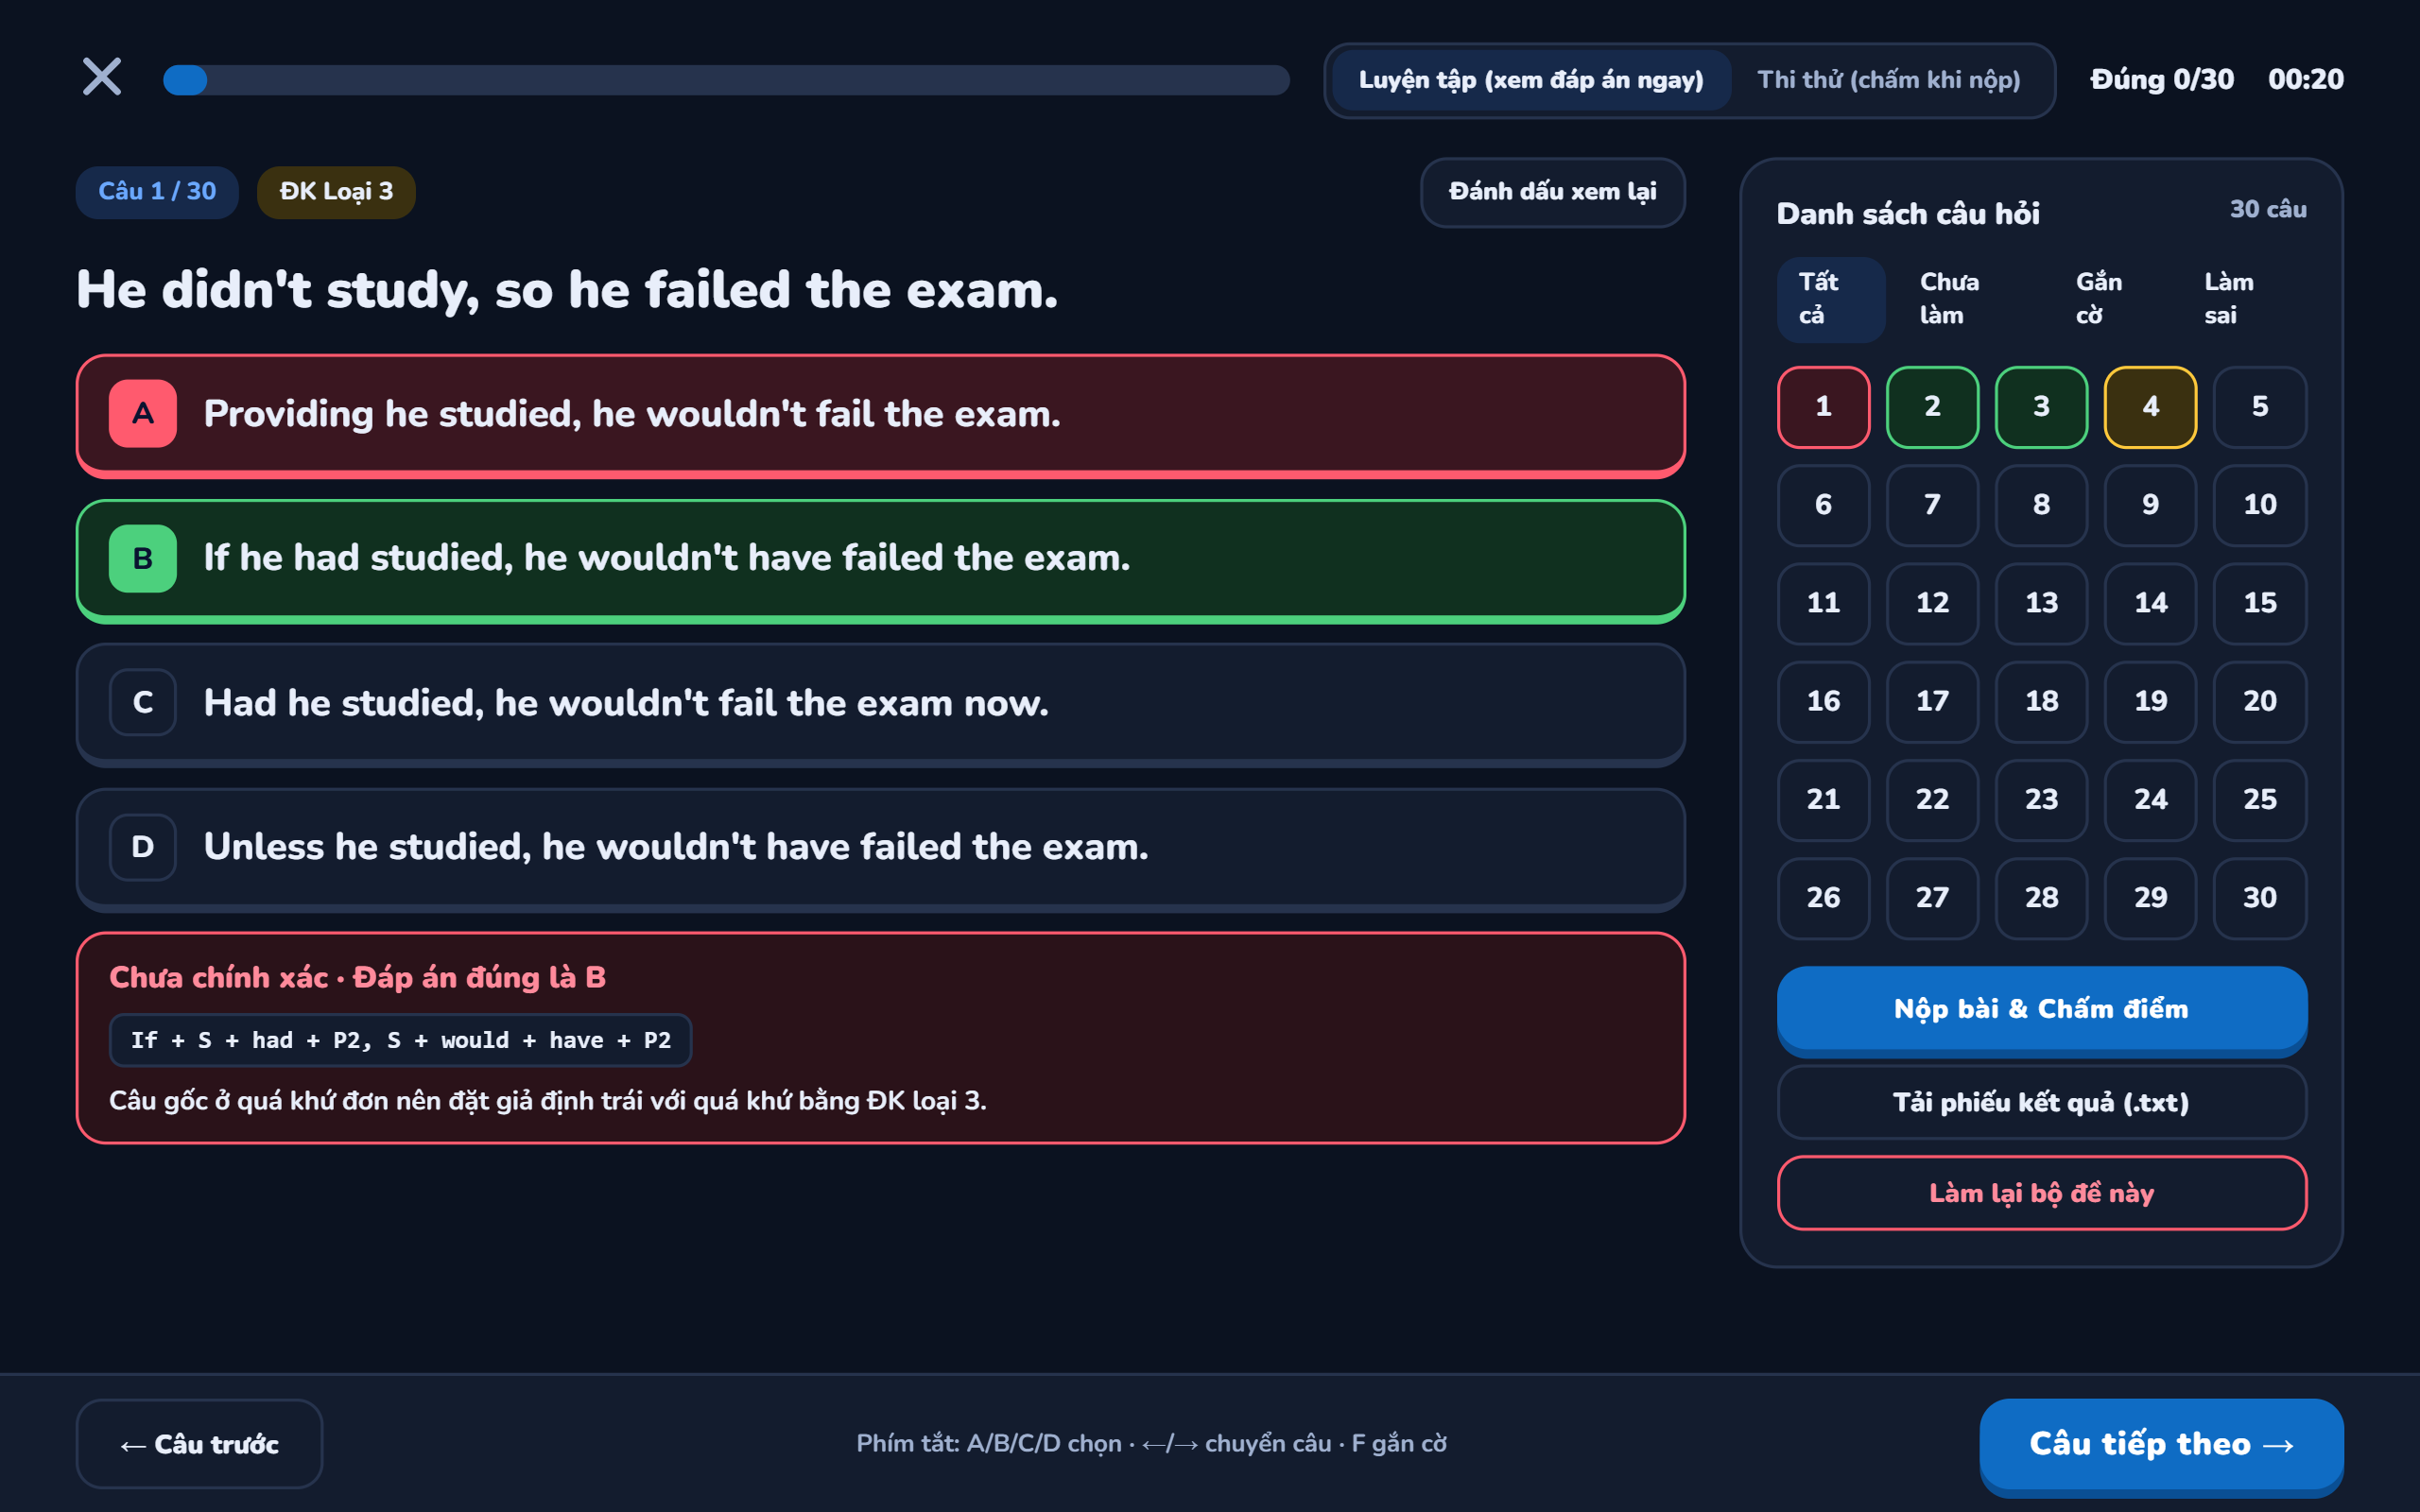 Luyện tập (xem đáp án ngay) Thi thử (chấm khi nộp) Đúng 0/30 00:20
Câu 1 / 30 ĐK Loại 3 Đánh dấu xem lại
He didn't study, so he failed the exam.
A Providing he studied, he wouldn't fail the exam.
B If he had studied, he wouldn't have failed the exam.
C Had he studied, he wouldn't fail the exam now.
D Unless he studied, he wouldn't have failed the exam.
Chưa chính xác · Đáp án đúng là B
If + S + had + P2, S + would + have + P2
Câu gốc ở quá khứ đơn nên đặt giả định trái với quá khứ bằng ĐK loại 3.
Danh sách câu hỏi 30 câu
Tất cả Chưa làm Gắn cờ Làm sai
1 2 3 4 5
6 7 8 9 10
11 12 13 14 15
16 17 18 19 20
21 22 23 24 25
26 27 28 29 30
Nộp bài & Chấm điểm
Tải phiếu kết quả (.txt)
Làm lại bộ đề này
← Câu trước Phím tắt: A/B/C/D chọn · ←/→ chuyển câu · F gắn cờ Câu tiếp theo →